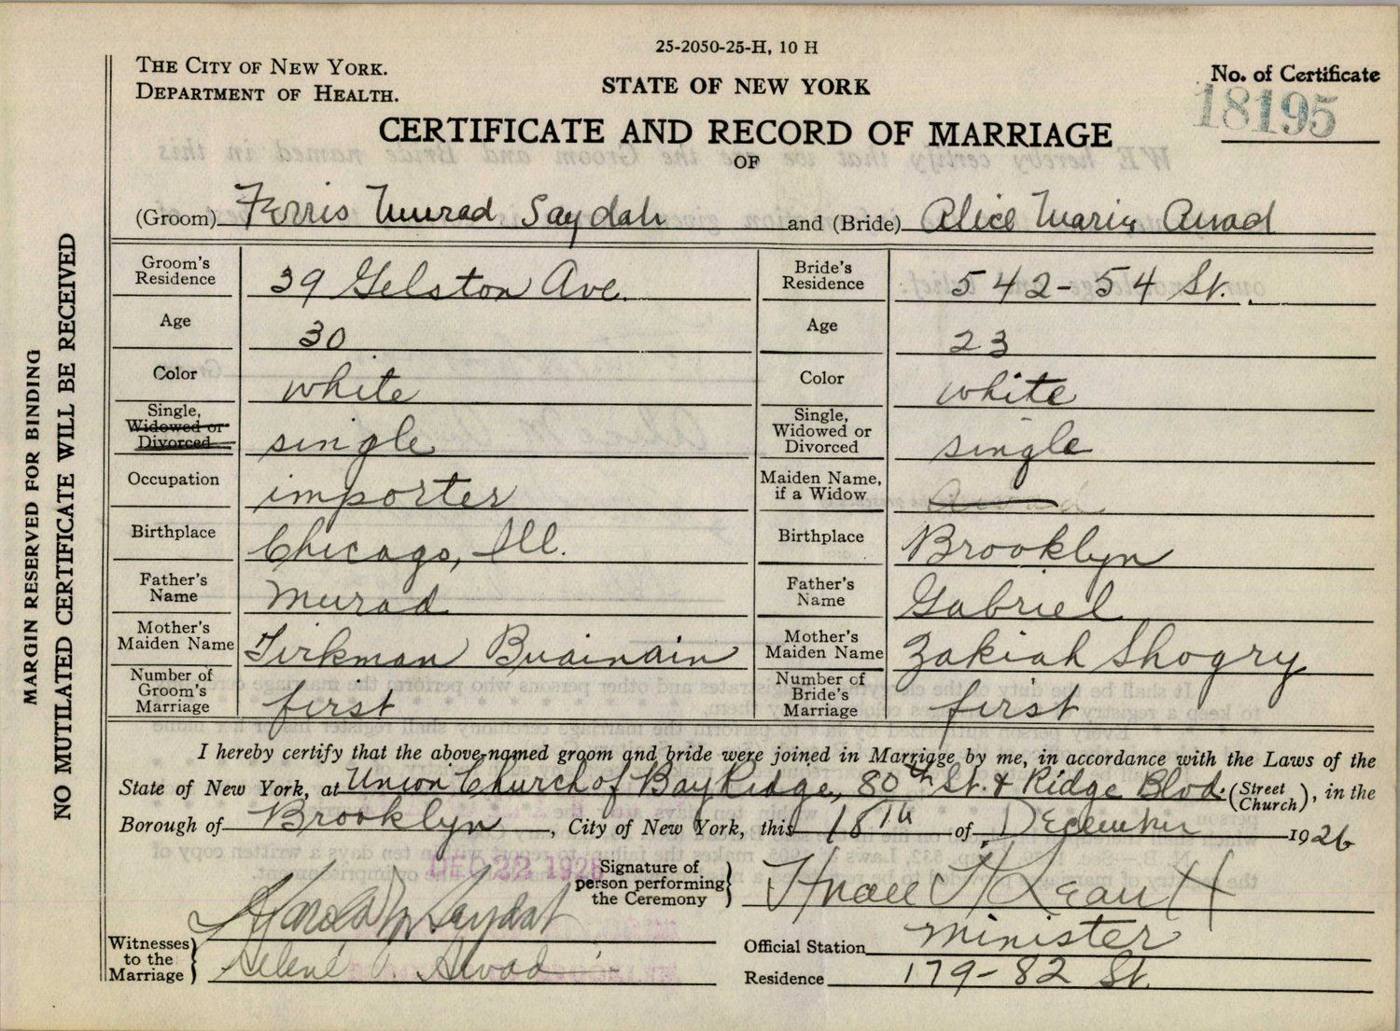 25-2050-25-H, 10 H
THE CITY OF NEW YORK.
DEPARTMENT OF HEALTH.
STATE OF NEW YORK
No. of Certificate
18195
CERTIFICATE AND RECORD OF MARRIAGE
OF
(Groom) Ferris Murad Saydah and (Bride) Alice Marie Awad
Groom's Residence 39 Gelston Ave. Bride's Residence 542-54 St.
Age 30 Age 23
Color white Color white
Single, Widowed or Divorced single Single, Widowed or Divorced single
Occupation importer Maiden Name, if a Widow
Birthplace Chicago, Ill. Birthplace Brooklyn
Father's Name Murad Father's Name Gabriel
Mother's Maiden Name Tirkman Buainain Mother's Maiden Name Zakiah Shogry
Number of Groom's Marriage first Number of Bride's Marriage first
I hereby certify that the above-named groom and bride were joined in Marriage by me, in accordance with the Laws of the
State of New York, at Union Church of Bay Ridge, 80th St. & Ridge Blvd. (Street Church), in the
Borough of Brooklyn, City of New York, this 18th of December 1926
DEC 22 1926
Signature of person performing the Ceremony
Witnesses to the Marriage
Saydah
Awad
Official Station Minister
Residence 179-82 St.
MARGIN RESERVED FOR BINDING
NO MUTILATED CERTIFICATE WILL BE RECEIVED